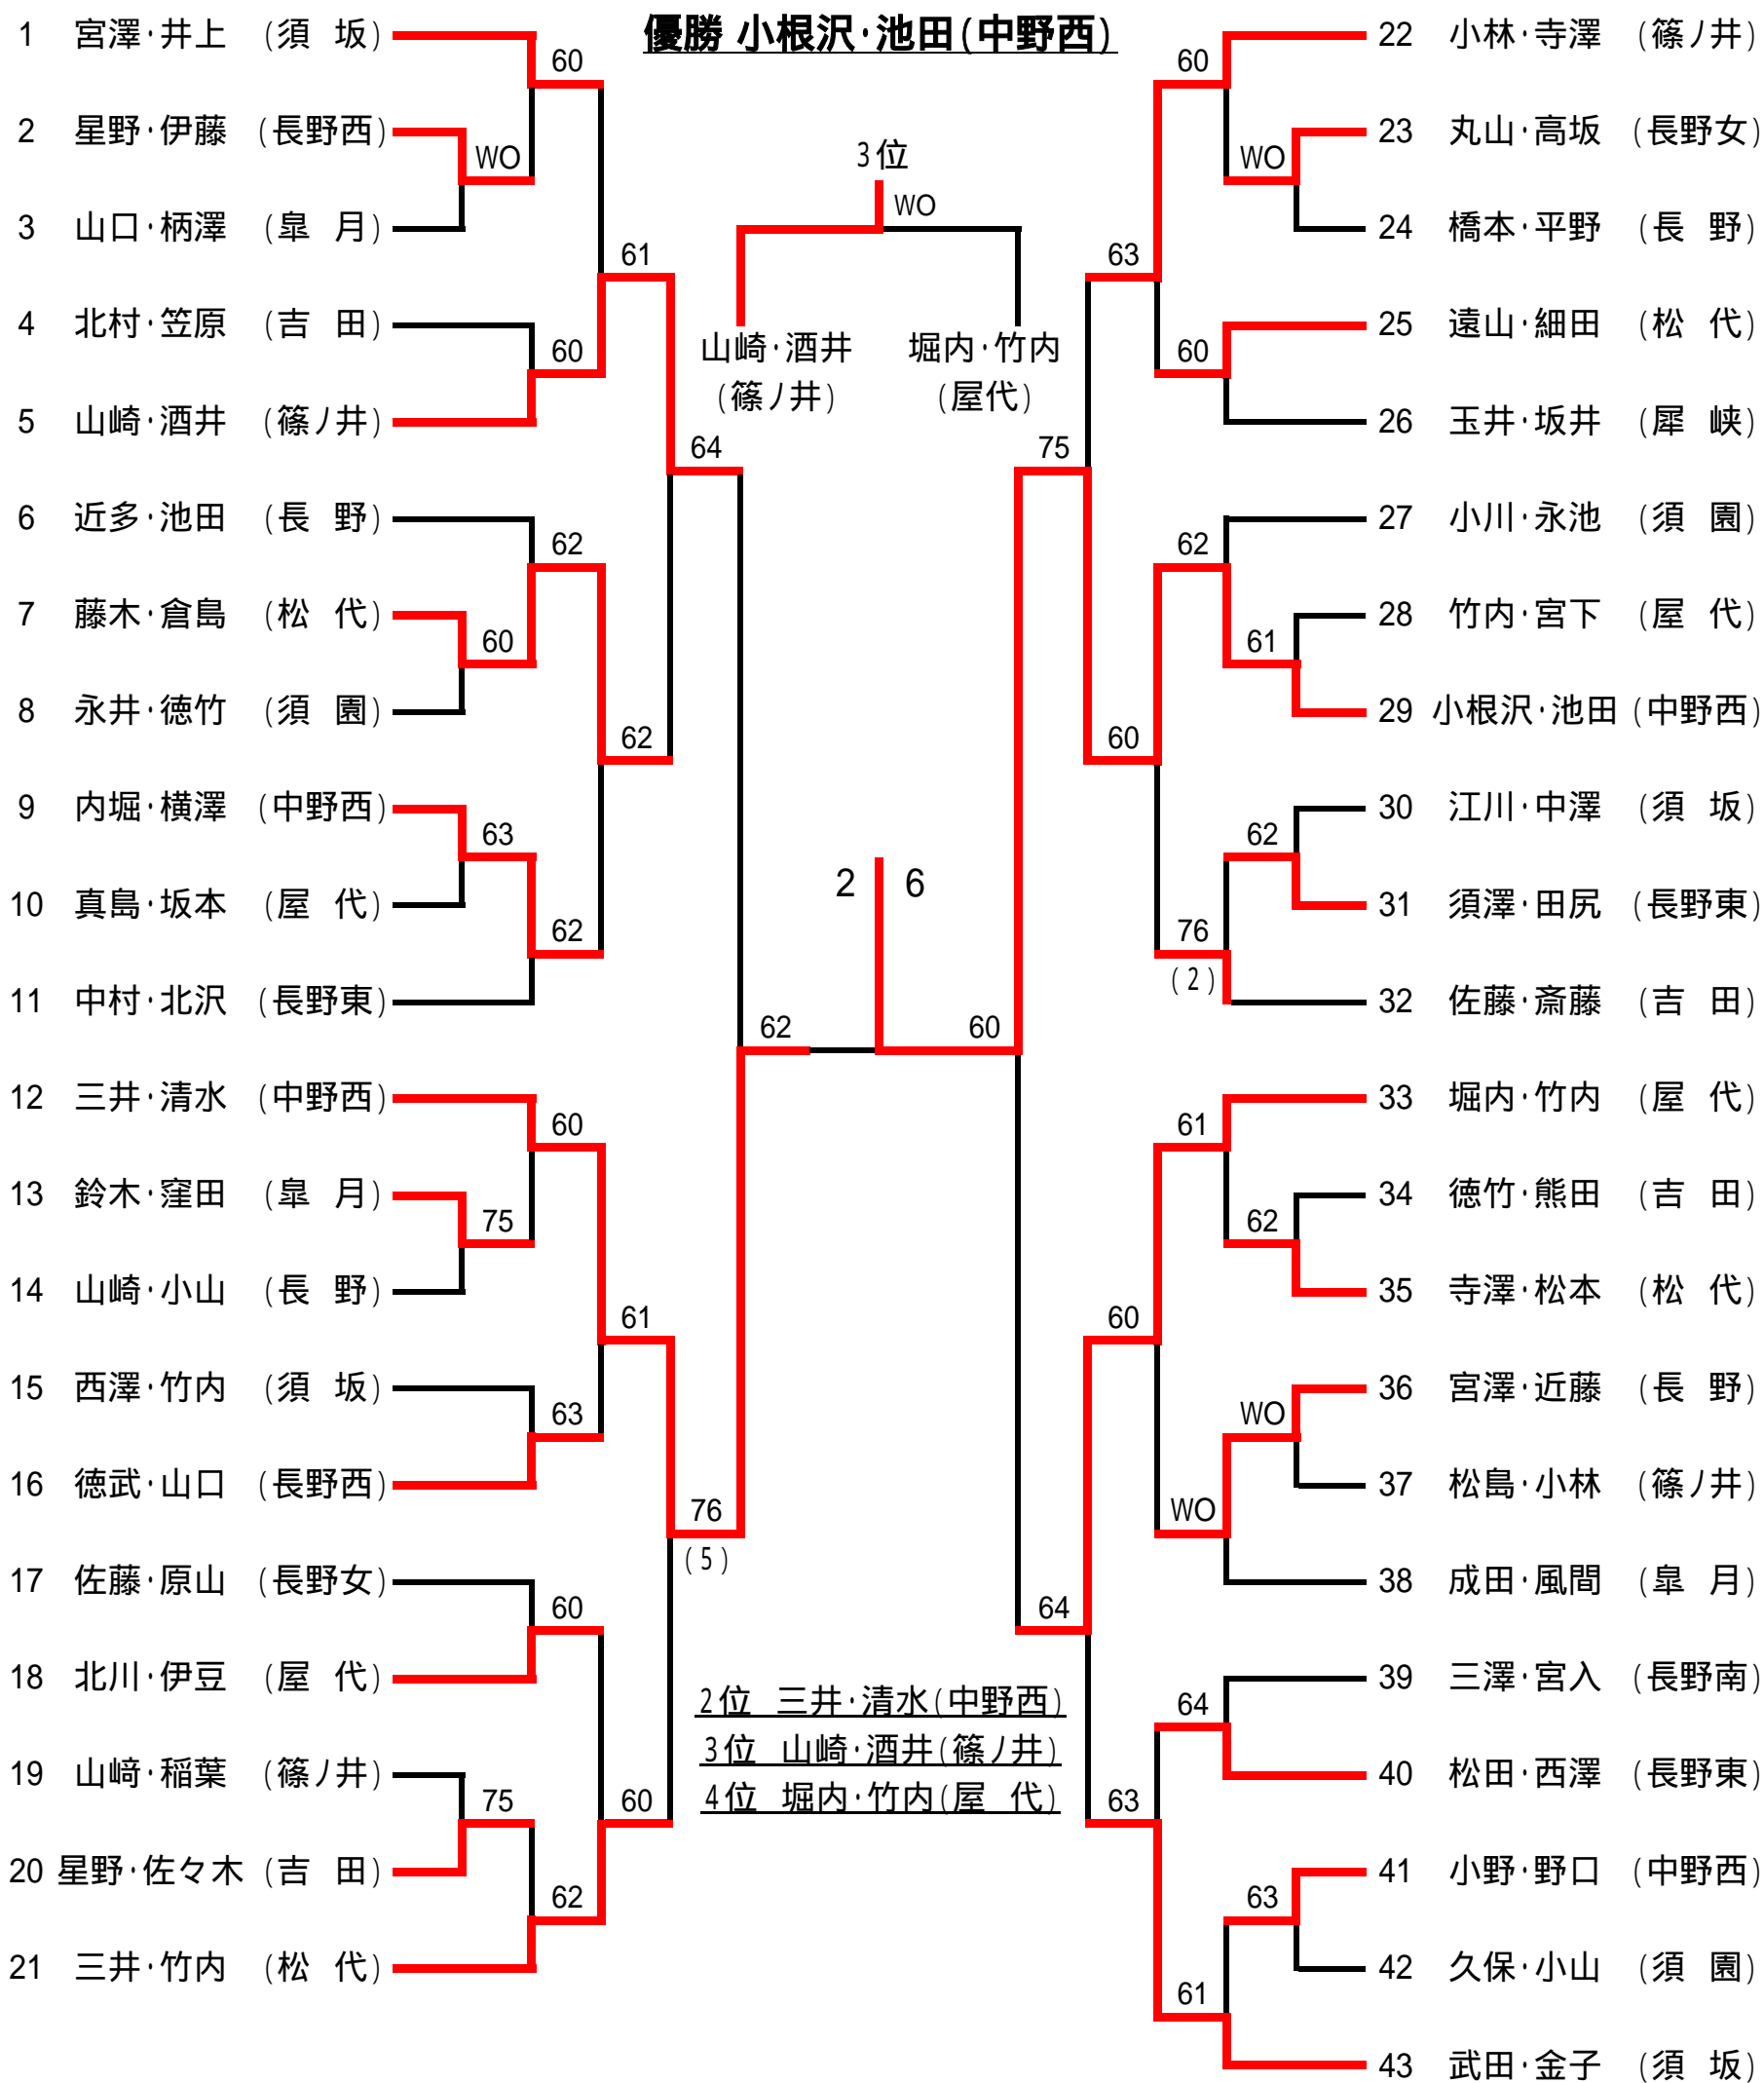 優勝 小根沢・池田(中野西)
1 宮澤・井上 (須 坂)
2 星野・伊藤 (長野西)
3 山口・柄澤 (皐 月)
4 北村・笠原 (吉 田)
5 山崎・酒井 (篠ノ井)
6 近多・池田 (長 野)
7 藤木・倉島 (松 代)
8 永井・徳竹 (須 園)
9 内堀・横澤 (中野西)
10 真島・坂本 (屋 代)
11 中村・北沢 (長野東)
12 三井・清水 (中野西)
13 鈴木・窪田 (皐 月)
14 山崎・小山 (長 野)
15 西澤・竹内 (須 坂)
16 徳武・山口 (長野西)
17 佐藤・原山 (長野女)
18 北川・伊豆 (屋 代)
19 山﨑・稲葉 (篠ノ井)
20 星野・佐々木 (吉 田)
21 三井・竹内 (松 代)
60
WO
61
60
64
62
60
62
63
62
62
60
75
61
63
76
(5)
60
75
60
62
3位
WO
山崎・酒井
(篠ノ井)
堀内・竹内
(屋代)
2 6
2位 三井・清水(中野西)
3位 山崎・酒井(篠ノ井)
4位 堀内・竹内(屋 代)
60
WO
63
60
75
62
61
60
62
76
(2)
60
61
62
60
WO
WO
64
64
63
63
61
22 小林・寺澤 (篠ノ井)
23 丸山・高坂 (長野女)
24 橋本・平野 (長 野)
25 遠山・細田 (松 代)
26 玉井・坂井 (犀 峡)
27 小川・永池 (須 園)
28 竹内・宮下 (屋 代)
29 小根沢・池田 (中野西)
30 江川・中澤 (須 坂)
31 須澤・田尻 (長野東)
32 佐藤・斎藤 (吉 田)
33 堀内・竹内 (屋 代)
34 徳竹・熊田 (吉 田)
35 寺澤・松本 (松 代)
36 宮澤・近藤 (長 野)
37 松島・小林 (篠ノ井)
38 成田・風間 (皐 月)
39 三澤・宮入 (長野南)
40 松田・西澤 (長野東)
41 小野・野口 (中野西)
42 久保・小山 (須 園)
43 武田・金子 (須 坂)